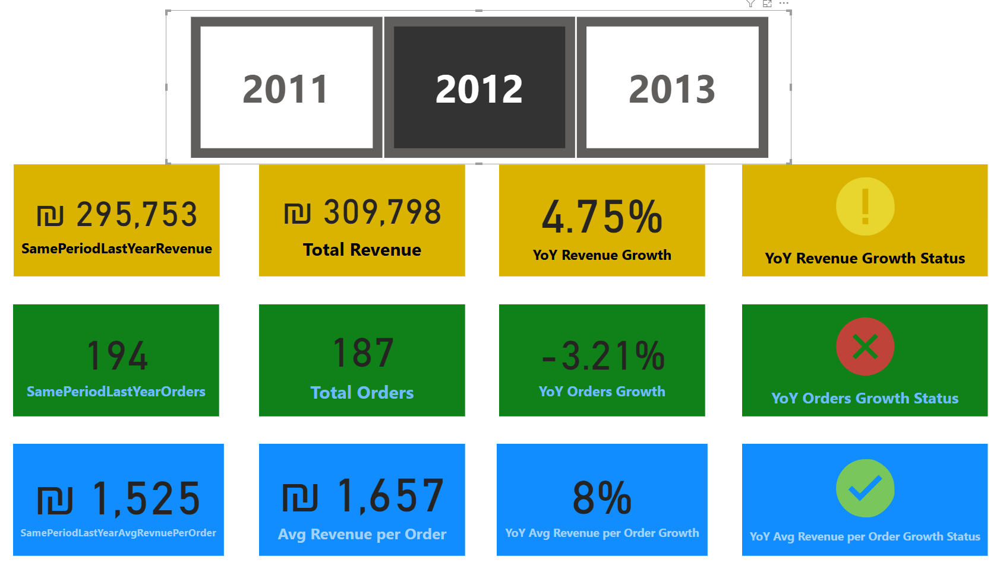 2011
2012
2013
₪ 295,753
SamePeriodLastYearRevenue
₪ 309,798
Total Revenue
4.75%
YoY Revenue Growth
YoY Revenue Growth Status
194
SamePeriodLastYearOrders
187
Total Orders
-3.21%
YoY Orders Growth
YoY Orders Growth Status
₪ 1,525
SamePeriodLastYearAvgRevnuePerOrder
₪ 1,657
Avg Revenue per Order
8%
YoY Avg Revenue per Order Growth
YoY Avg Revenue per Order Growth Status